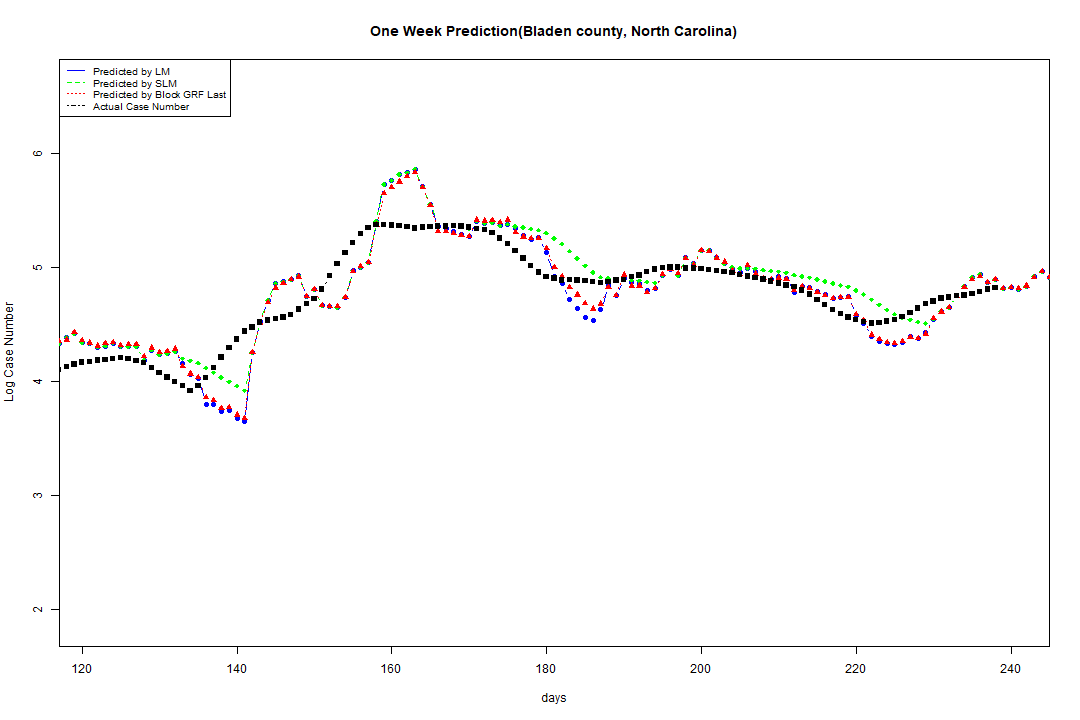 One Week Prediction(Bladen county, North Carolina)
Predicted by LM
Predicted by SLM
Predicted by Block GRF Last
Actual Case Number
6
5
4
3
2
Log Case Number
120 140 160 180 200 220 240
days